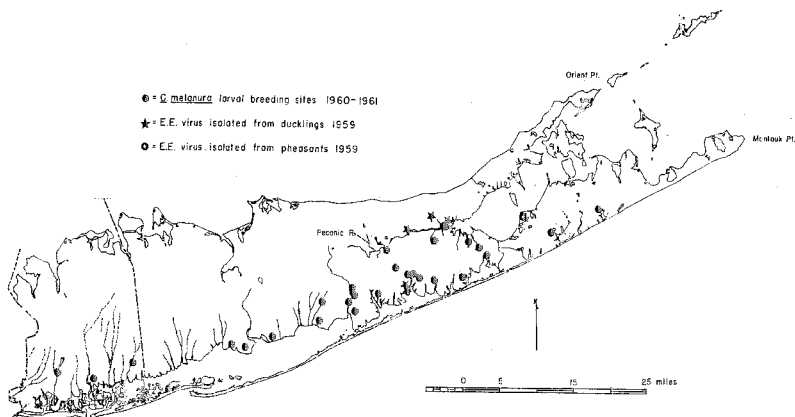 Orient Pt.
= C. melanura larval breeding sites 1960-1961
= E.E. virus isolated from ducklings 1959
= E.E. virus isolated from pheasants 1959
Montauk Pt.
Peconic R.
N
0 5 15 25 miles